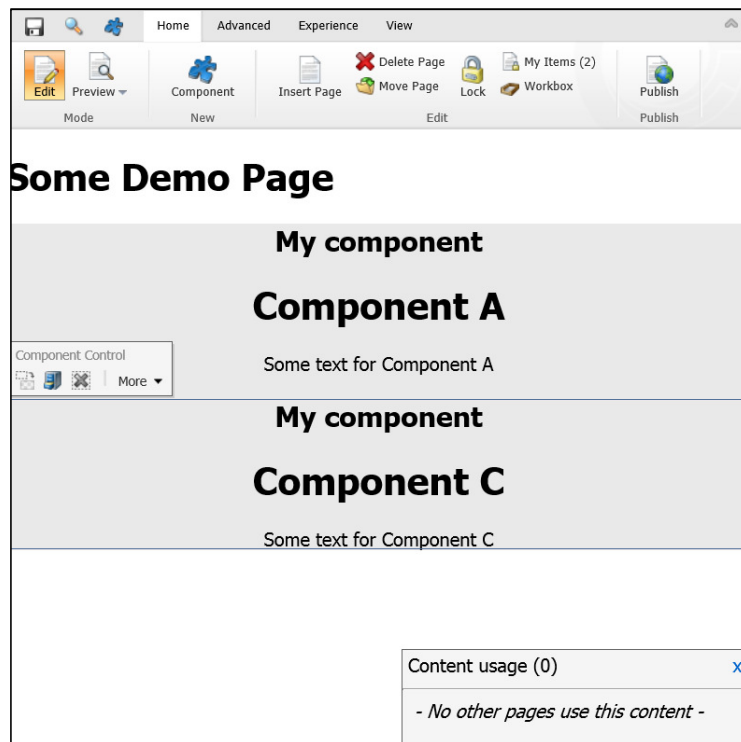 Home Advanced Experience View
Edit Preview Component Insert Page Delete Page Move Page Lock My Items (2) Workbox Publish
Mode New Edit Publish
Some Demo Page
My component
Component A
Component Control
Some text for Component A
More
My component
Component C
Some text for Component C
Content usage (0) x
- No other pages use this content -